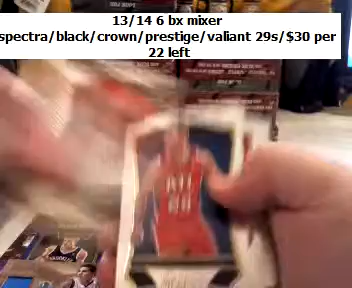 13/14 6 bx mixer
spectra/black/crown/prestige/valiant 29s/$30 per
22 left